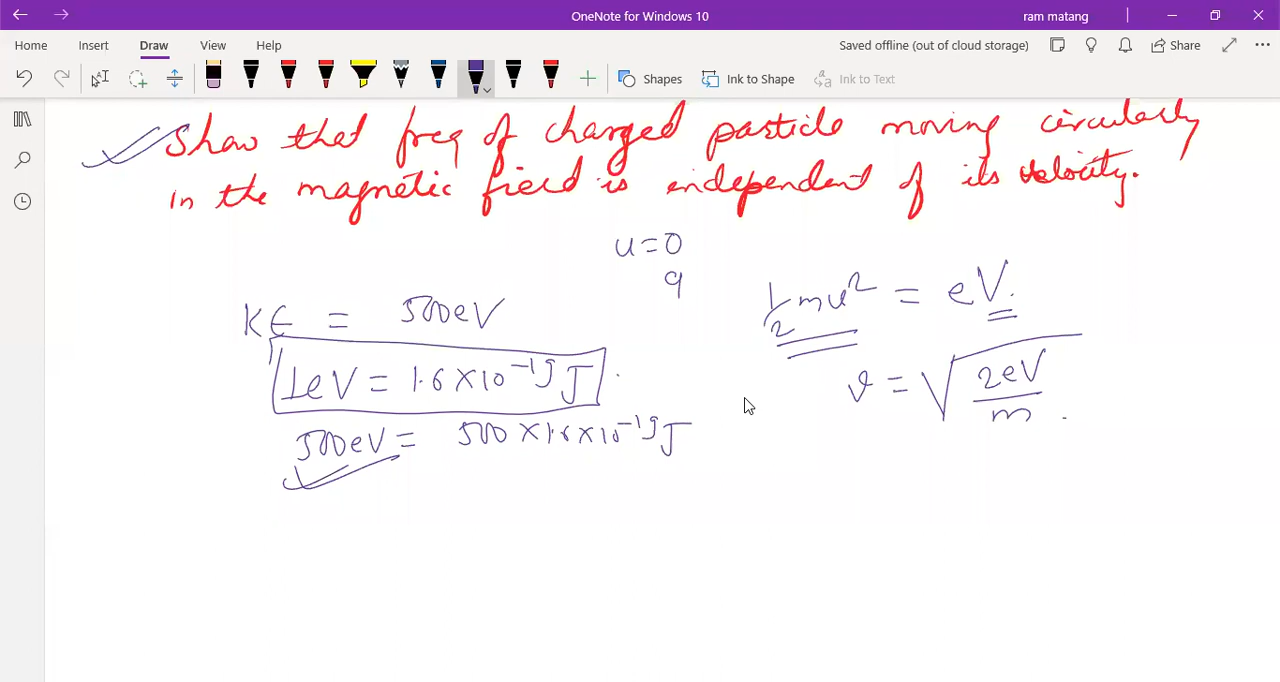 OneNote for Windows 10
ram matang
Home Insert Draw View Help
Saved offline (out of cloud storage)
Share
Shapes
Ink to Shape
Ink to Text
Show that freq of charged particle moving circularly
in the magnetic field is independent of its velocity.
u=0
q
KE = 500eV
1eV = 1.6×10⁻¹⁹J
500eV = 500×1.6×10⁻¹⁹J
1/2 mv² = eV.
v = √(2eV/m).